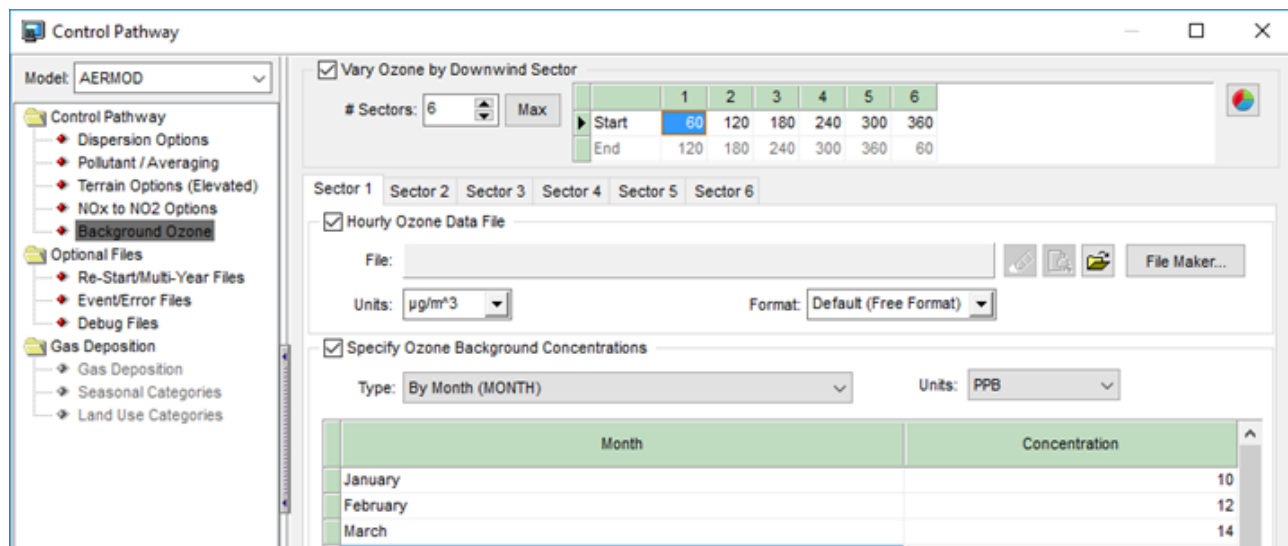 Control Pathway
Model: AERMOD
Control Pathway
Dispersion Options
Pollutant / Averaging
Terrain Options (Elevated)
NOx to NO2 Options
Background Ozone
Optional Files
Re-Start/Multi-Year Files
Event/Error Files
Debug Files
Gas Deposition
Gas Deposition
Seasonal Categories
Land Use Categories
Vary Ozone by Downwind Sector
# Sectors: 6 Max
1 2 3 4 5 6
Start 60 120 180 240 300 360
End 120 180 240 300 360 60
Sector 1 Sector 2 Sector 3 Sector 4 Sector 5 Sector 6
Hourly Ozone Data File
File: File Maker...
Units: µg/m^3 Format: Default (Free Format)
Specify Ozone Background Concentrations
Type: By Month (MONTH) Units: PPB
Month Concentration
January 10
February 12
March 14